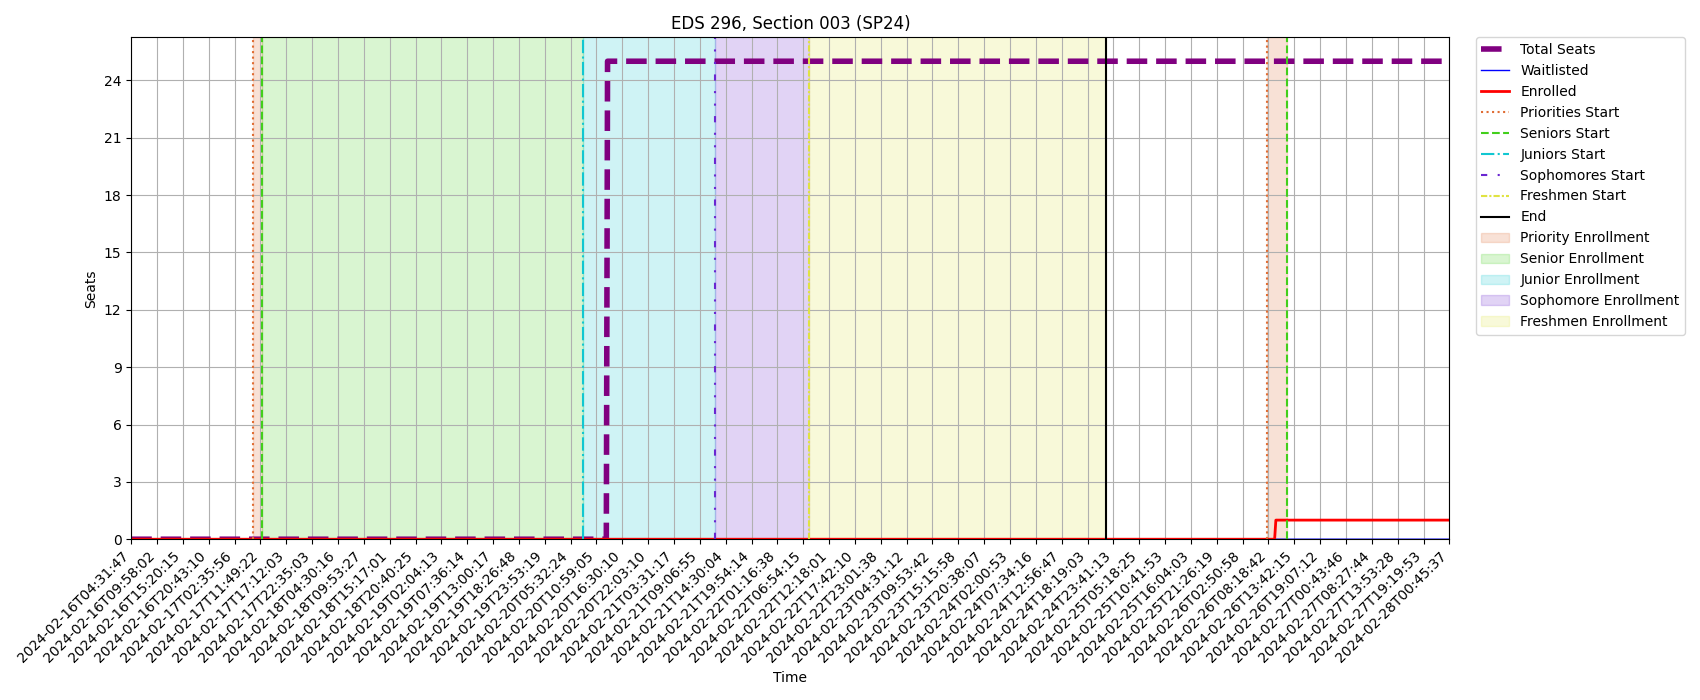 EDS 296, Section 003 (SP24)
Total Seats
Waitlisted
Enrolled
Priorities Start
Seniors Start
Juniors Start
Sophomores Start
Freshmen Start
End
Priority Enrollment
Senior Enrollment
Junior Enrollment
Sophomore Enrollment
Freshmen Enrollment
Seats
24
21
18
15
12
9
6
3
0
2024-02-16T04:31:47
2024-02-16T09:58:02
2024-02-16T15:20:15
2024-02-16T20:43:10
2024-02-17T02:35:56
2024-02-17T11:49:22
2024-02-17T17:12:03
2024-02-17T22:35:03
2024-02-18T04:30:16
2024-02-18T09:53:27
2024-02-18T15:17:01
2024-02-18T20:40:25
2024-02-19T02:04:13
2024-02-19T07:36:14
2024-02-19T13:00:17
2024-02-19T18:26:48
2024-02-19T23:53:19
2024-02-20T05:32:24
2024-02-20T10:59:05
2024-02-20T16:30:10
2024-02-20T22:03:10
2024-02-21T03:31:17
2024-02-21T09:06:55
2024-02-21T14:30:04
2024-02-21T19:54:14
2024-02-22T01:16:38
2024-02-22T06:54:15
2024-02-22T12:18:01
2024-02-22T17:42:10
2024-02-22T23:01:38
2024-02-23T04:31:12
2024-02-23T09:53:42
2024-02-23T15:15:58
2024-02-23T20:38:07
2024-02-24T02:00:53
2024-02-24T07:34:16
2024-02-24T12:56:47
2024-02-24T18:19:03
2024-02-24T23:41:13
2024-02-25T05:18:25
2024-02-25T10:41:53
2024-02-25T16:04:03
2024-02-25T21:26:19
2024-02-26T02:50:58
2024-02-26T08:18:42
2024-02-26T13:42:15
2024-02-26T19:07:12
2024-02-27T00:43:46
2024-02-27T08:27:44
2024-02-27T13:53:28
2024-02-27T19:19:53
2024-02-28T00:45:37
Time